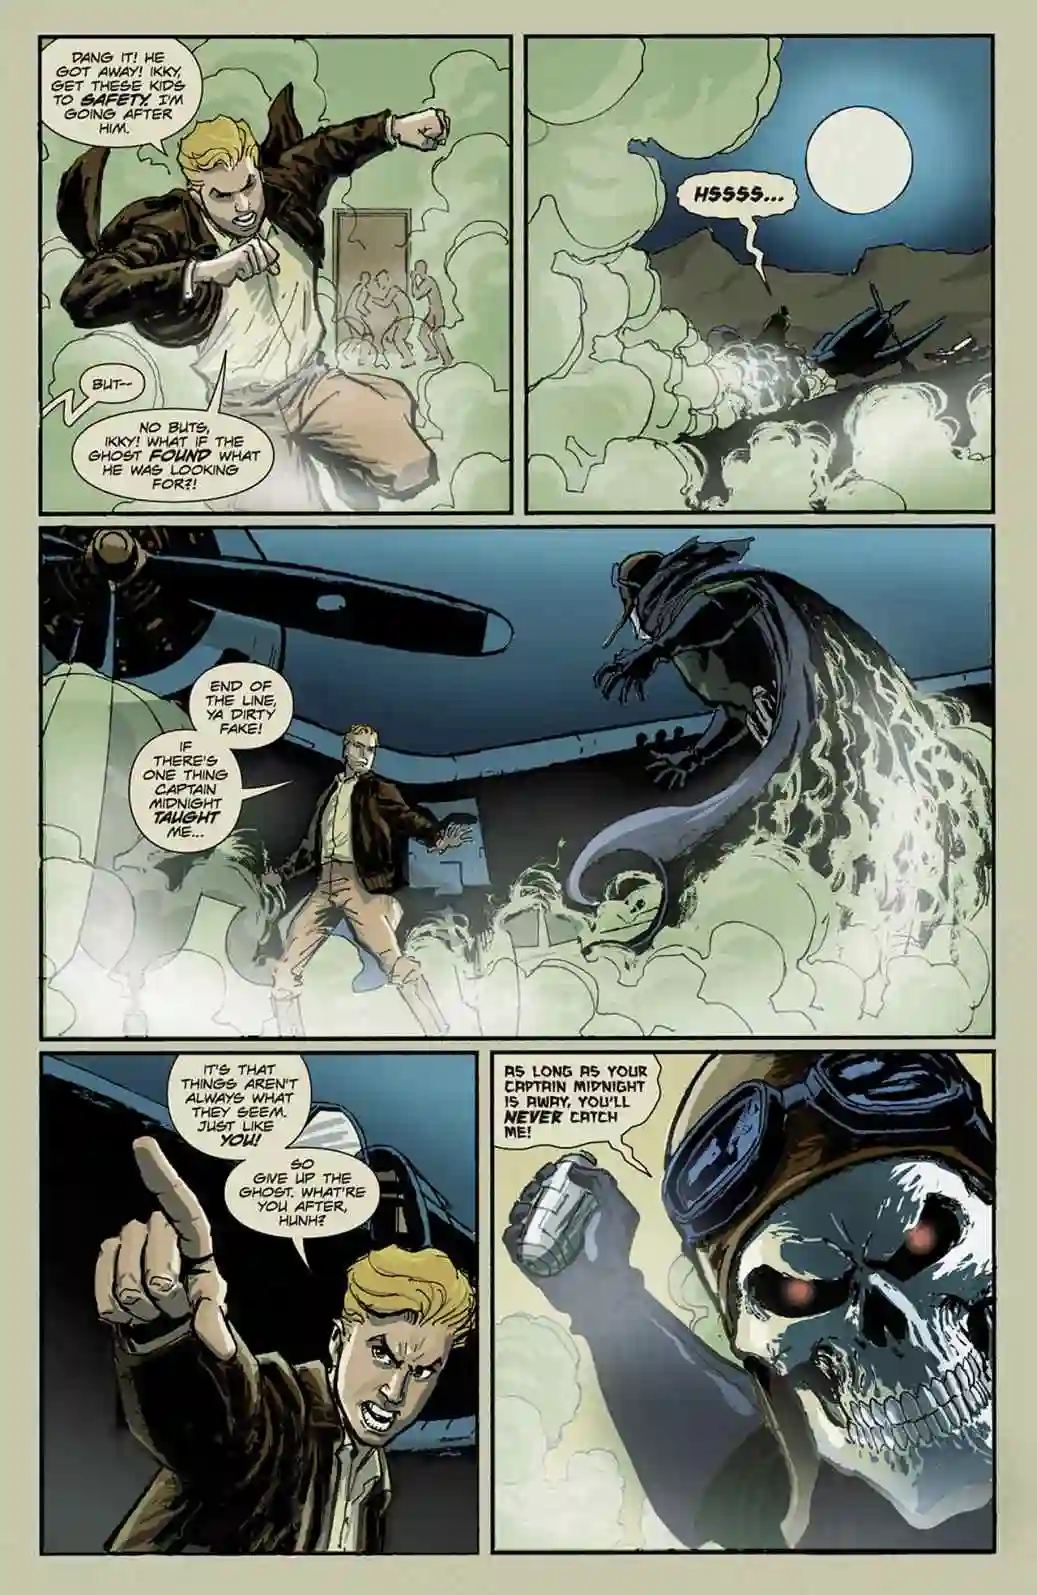 DANG IT! HE
GOT AWAY! IKKY,
GET THESE KIDS
TO SAFETY. I'M
GOING AFTER
HIM.
BUT--
NO BUTS,
IKKY! WHAT IF THE
GHOST FOUND WHAT
HE WAS LOOKING
FOR?!
HSSSS...
END OF
THE LINE,
YA DIRTY
FAKE!
IF
THERE'S
ONE THING
CAPTAIN
MIDNIGHT
TAUGHT
ME...
IT'S THAT
THINGS AREN'T
ALWAYS WHAT
THEY SEEM.
JUST LIKE
YOU!
SO
GIVE UP THE
GHOST. WHAT'RE
YOU AFTER,
HUNH?
AS LONG AS YOUR
CAPTAIN MIDNIGHT
IS AWAY, YOU'LL
NEVER CATCH
ME!